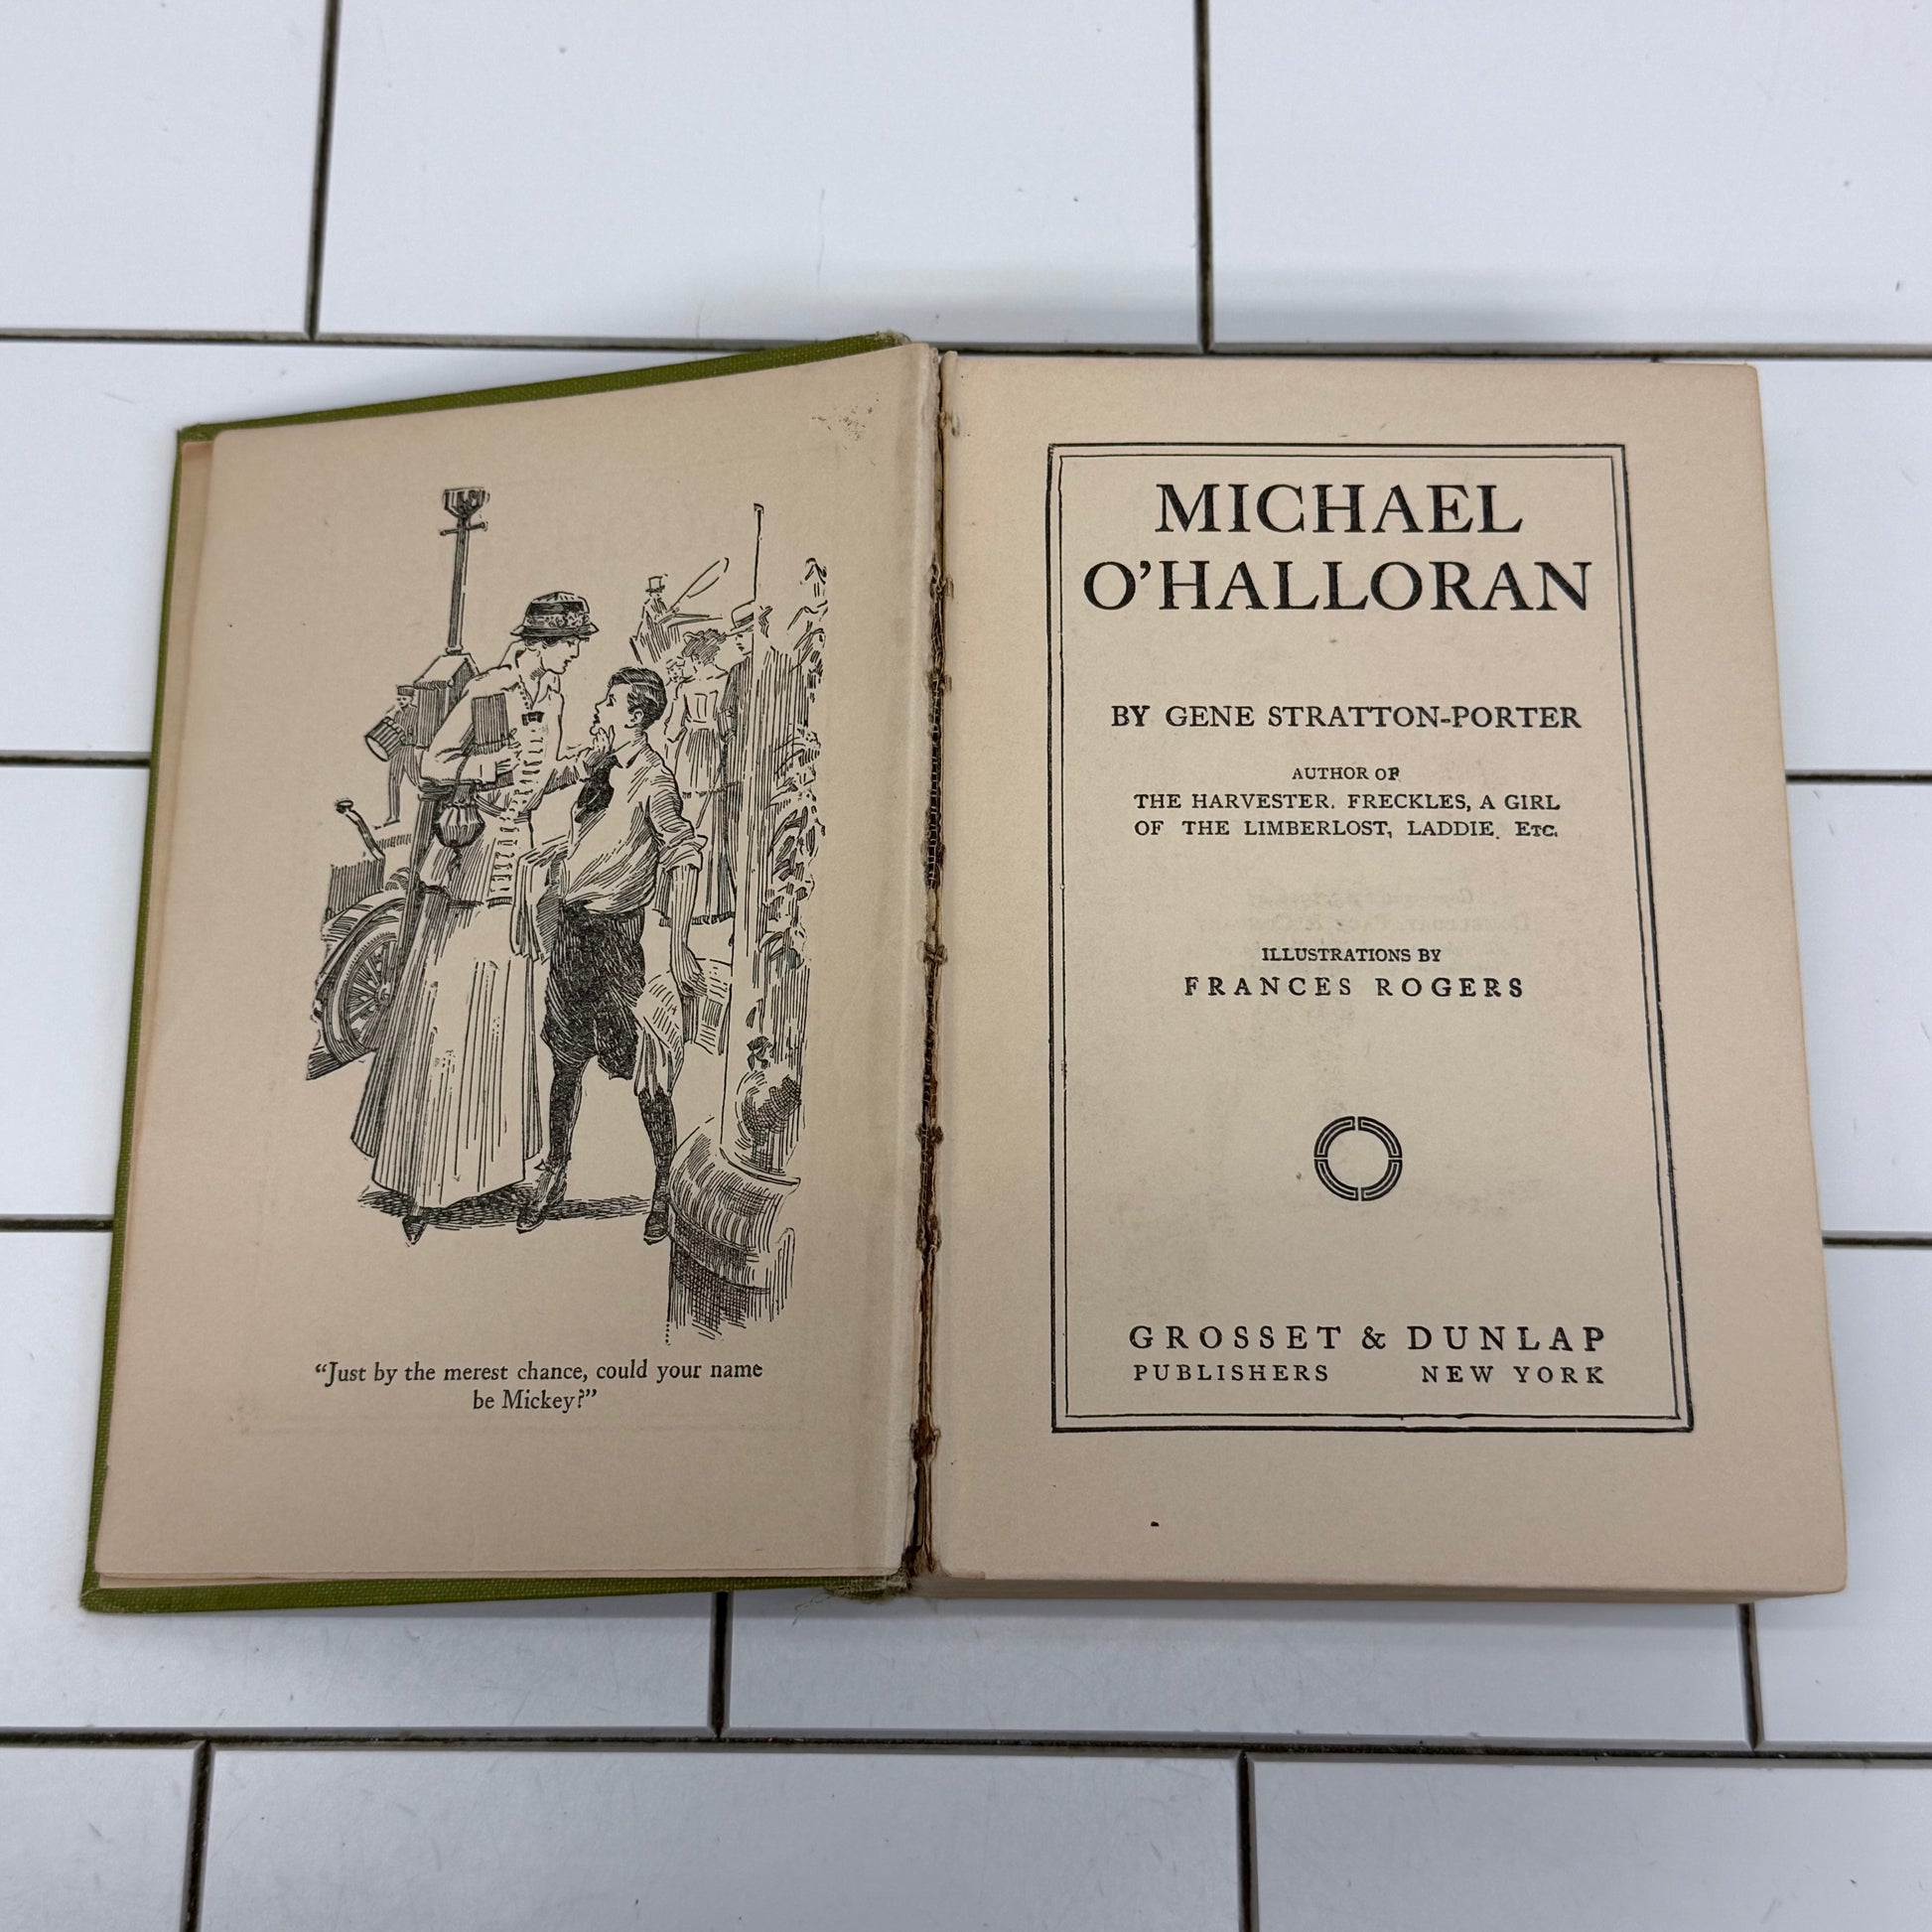 “Just by the merest chance, could your name
be Mickey?”
MICHAEL
O’HALLORAN
BY GENE STRATTON-PORTER
AUTHOR OF
THE HARVESTER. FRECKLES, A GIRL
OF THE LIMBERLOST, LADDIE. ETC.
ILLUSTRATIONS BY
FRANCES ROGERS
GROSSET & DUNLAP
PUBLISHERS NEW YORK